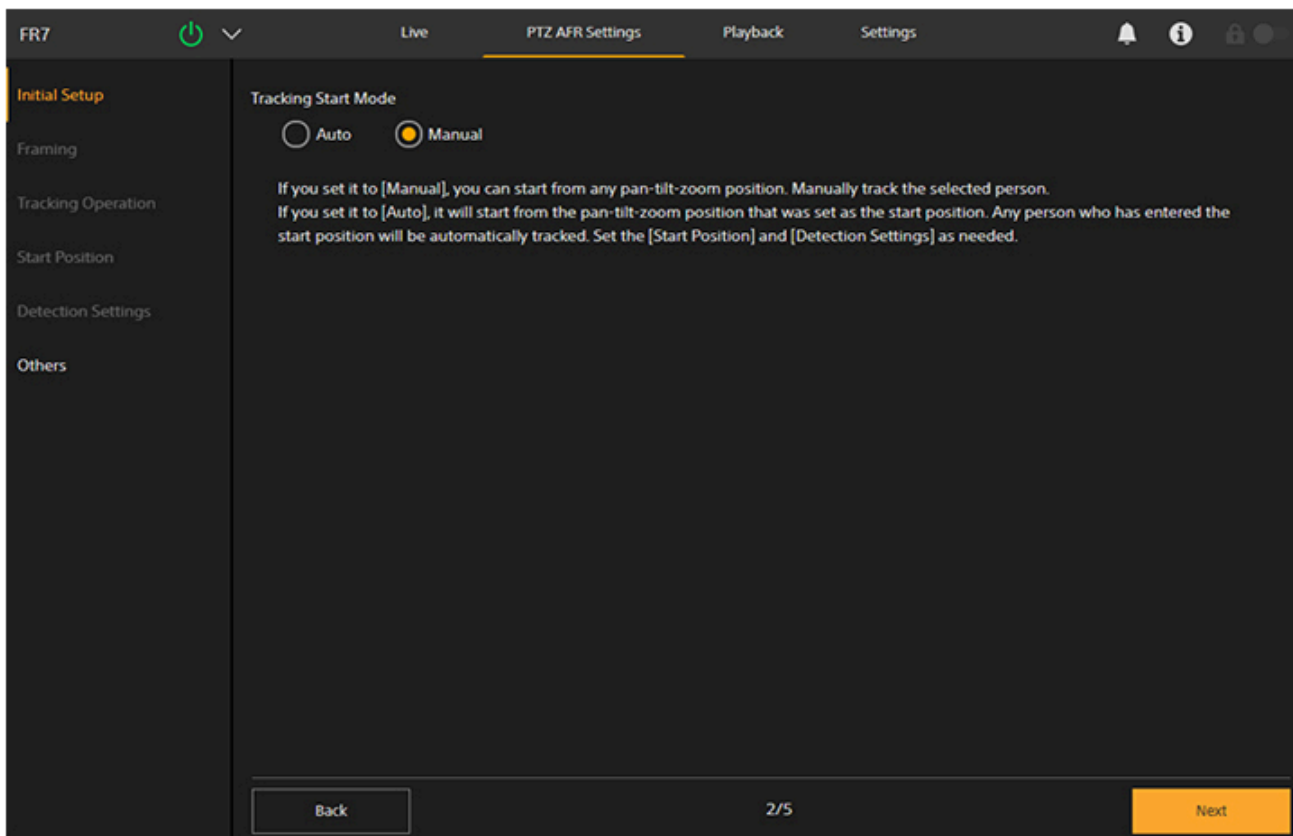 FR7
Live
PTZ AFR Settings
Playback
Settings
Initial Setup
Framing
Tracking Operation
Start Position
Detection Settings
Others
Tracking Start Mode
Auto
Manual
If you set it to [Manual], you can start from any pan-tilt-zoom position. Manually track the selected person.
If you set it to [Auto], it will start from the pan-tilt-zoom position that was set as the start position. Any person who has entered the
start position will be automatically tracked. Set the [Start Position] and [Detection Settings] as needed.
Back
2/5
Next